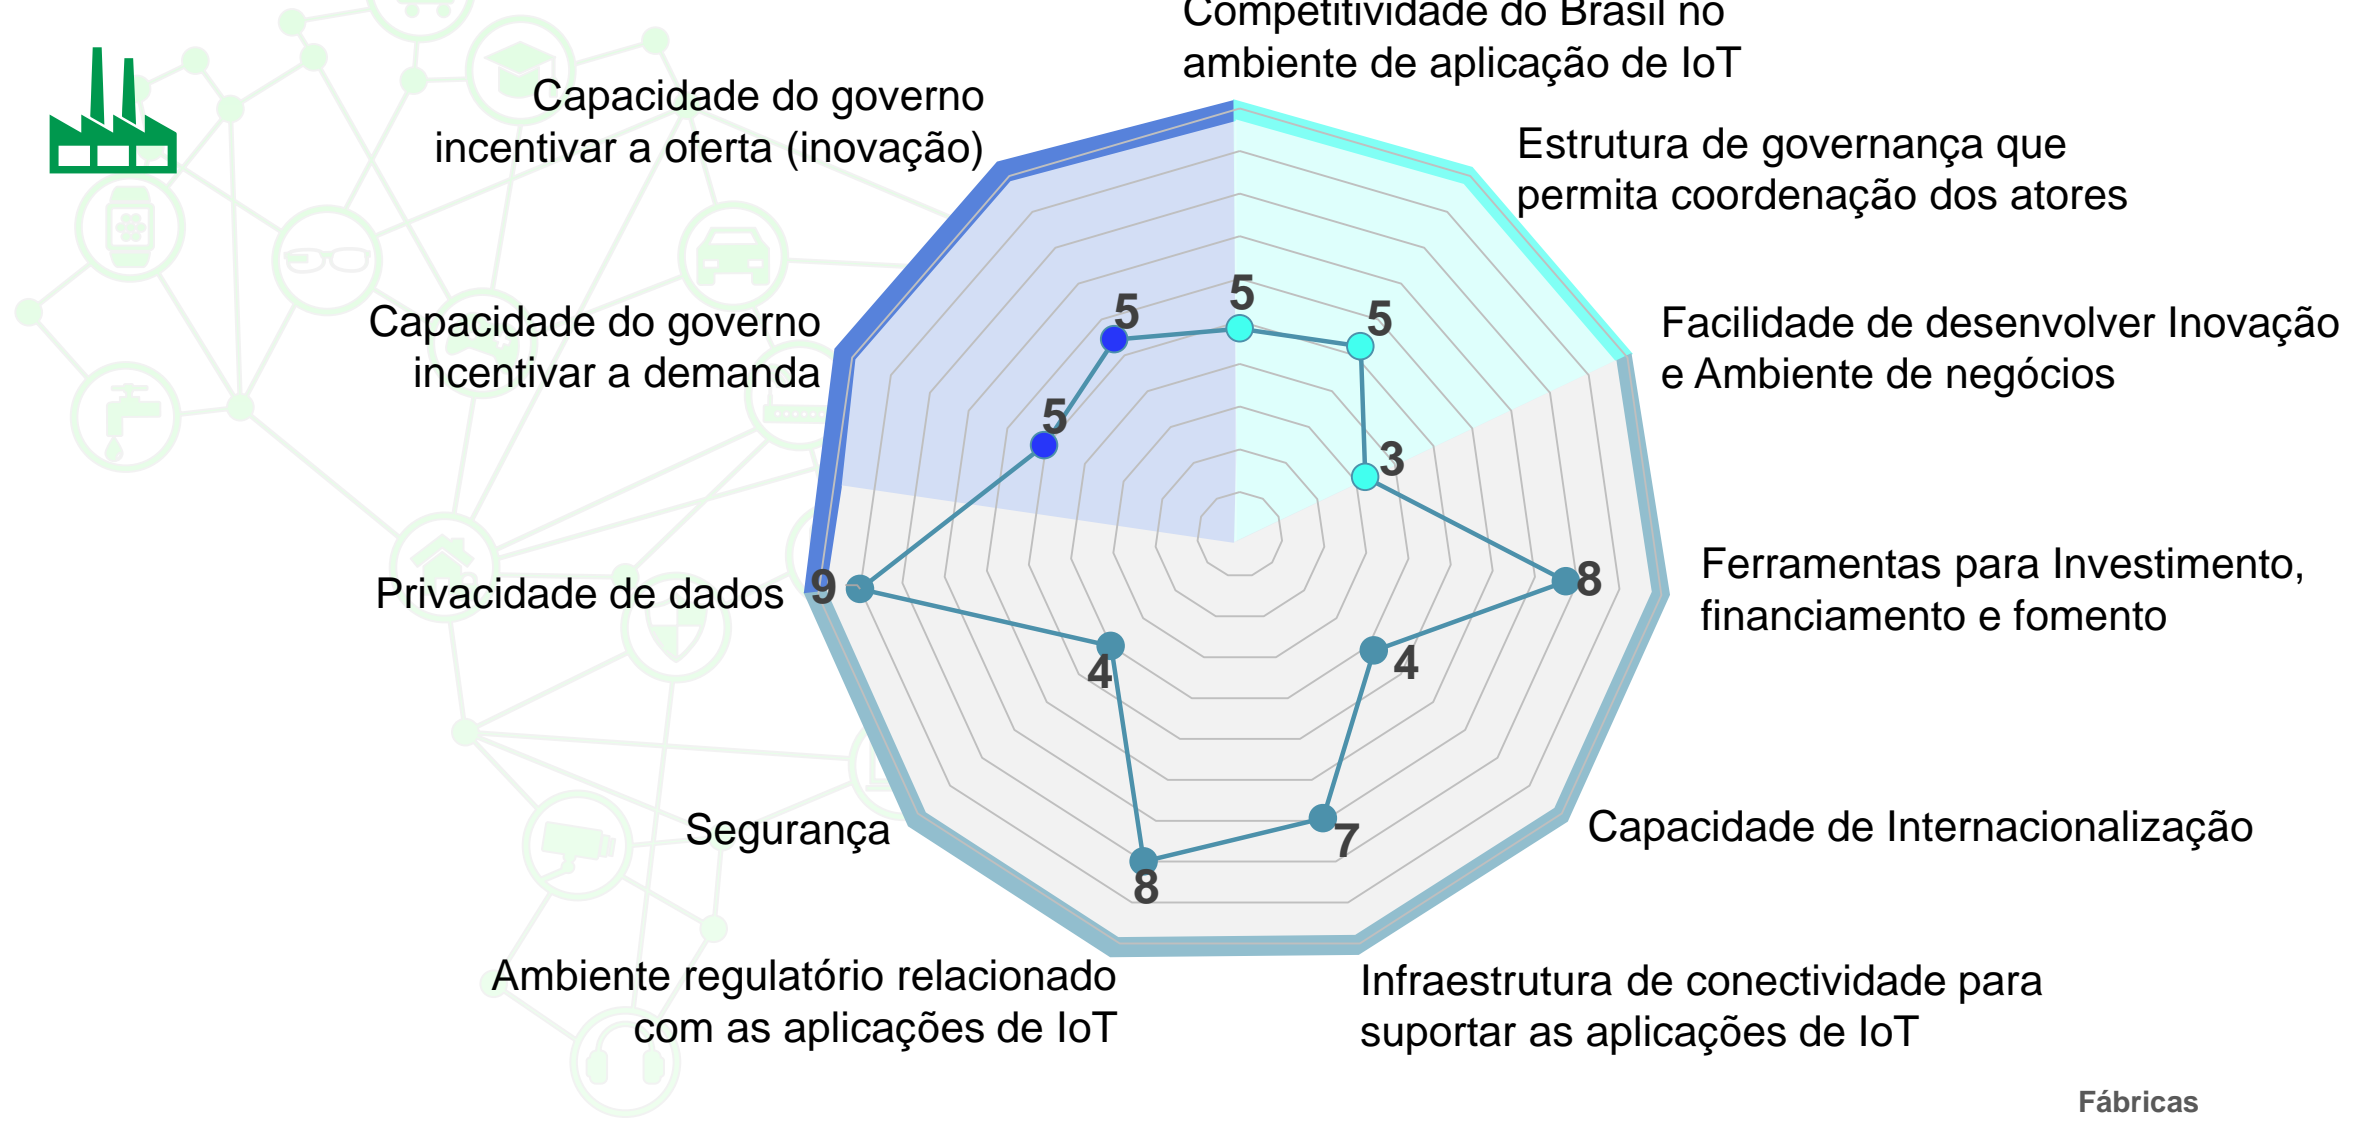 Competitividade do Brasil no
ambiente de aplicação de IoT
Capacidade do governo
incentivar a oferta (inovação)
Estrutura de governança que
permita coordenação dos atores
Capacidade do governo
incentivar a demanda
Facilidade de desenvolver Inovação
e Ambiente de negócios
5
5
5
5
3
Privacidade de dados
9
8
Ferramentas para Investimento,
financiamento e fomento
4
4
Segurança
Capacidade de Internacionalização
7
8
Ambiente regulatório relacionado
com as aplicações de IoT
Infraestrutura de conectividade para
suportar as aplicações de IoT
Fábricas